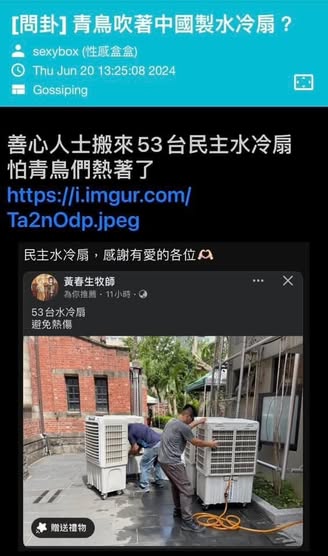 [問卦] 青鳥吹著中國製水冷扇？
sexybox (性感盒盒)
Thu Jun 20 13:25:08 2024
Gossiping
善心人士搬來53台民主水冷扇
怕青鳥們熱著了
https://i.imgur.com/
Ta2nOdp.jpeg
民主水冷扇，感謝有愛的各位🫶🏻
黃春生牧師
為你推薦·11小時·
53台水冷扇
避免熱傷
贈送禮物